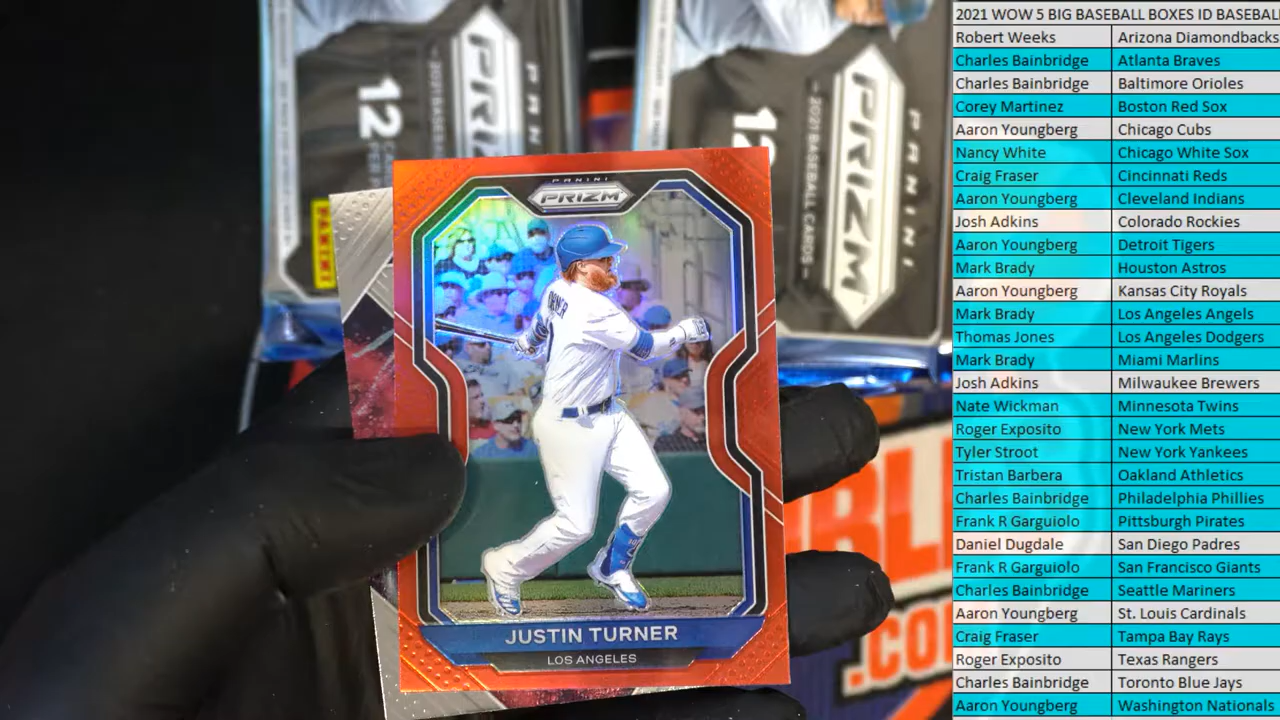 PRIZM
2021 BASEBALL CARDS
PANINI
12
PANINI
PRIZM
2021 BASEBALL CARDS
PANINI
PANINI
PRIZM
JUSTIN TURNER
LOS ANGELES
.CO
2021 WOW 5 BIG BASEBALL BOXES ID BASEBAL
Robert Weeks Arizona Diamondbacks
Charles Bainbridge Atlanta Braves
Charles Bainbridge Baltimore Orioles
Corey Martinez Boston Red Sox
Aaron Youngberg Chicago Cubs
Nancy White Chicago White Sox
Craig Fraser Cincinnati Reds
Aaron Youngberg Cleveland Indians
Josh Adkins Colorado Rockies
Aaron Youngberg Detroit Tigers
Mark Brady Houston Astros
Aaron Youngberg Kansas City Royals
Mark Brady Los Angeles Angels
Thomas Jones Los Angeles Dodgers
Mark Brady Miami Marlins
Josh Adkins Milwaukee Brewers
Nate Wickman Minnesota Twins
Roger Exposito New York Mets
Tyler Stroot New York Yankees
Tristan Barbera Oakland Athletics
Charles Bainbridge Philadelphia Phillies
Frank R Garguiolo Pittsburgh Pirates
Daniel Dugdale San Diego Padres
Frank R Garguiolo San Francisco Giants
Charles Bainbridge Seattle Mariners
Aaron Youngberg St. Louis Cardinals
Craig Fraser Tampa Bay Rays
Roger Exposito Texas Rangers
Charles Bainbridge Toronto Blue Jays
Aaron Youngberg Washington Nationals